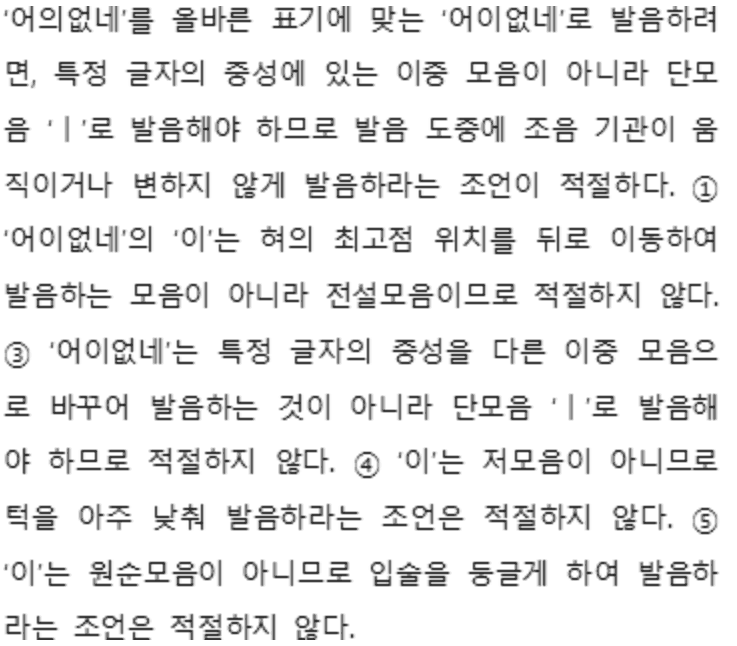 ‘어의없네’를 올바른 표기에 맞는 ‘어이없네’로 발음하려
면, 특정 글자의 중성에 있는 이중 모음이 아니라 단모
음 ‘ㅣ’로 발음해야 하므로 발음 도중에 조음 기관이 움
직이거나 변하지 않게 발음하라는 조언이 적절하다. ①
‘어이없네’의 ‘이’는 혀의 최고점 위치를 뒤로 이동하여
발음하는 모음이 아니라 전설모음이므로 적절하지 않다.
③ ‘어이없네’는 특정 글자의 중성을 다른 이중 모음으
로 바꾸어 발음하는 것이 아니라 단모음 ‘ㅣ’로 발음해
야 하므로 적절하지 않다. ④ ‘이’는 저모음이 아니므로
턱을 아주 낮춰 발음하라는 조언은 적절하지 않다. ⑤
‘이’는 원순모음이 아니므로 입술을 둥글게 하여 발음하
라는 조언은 적절하지 않다.